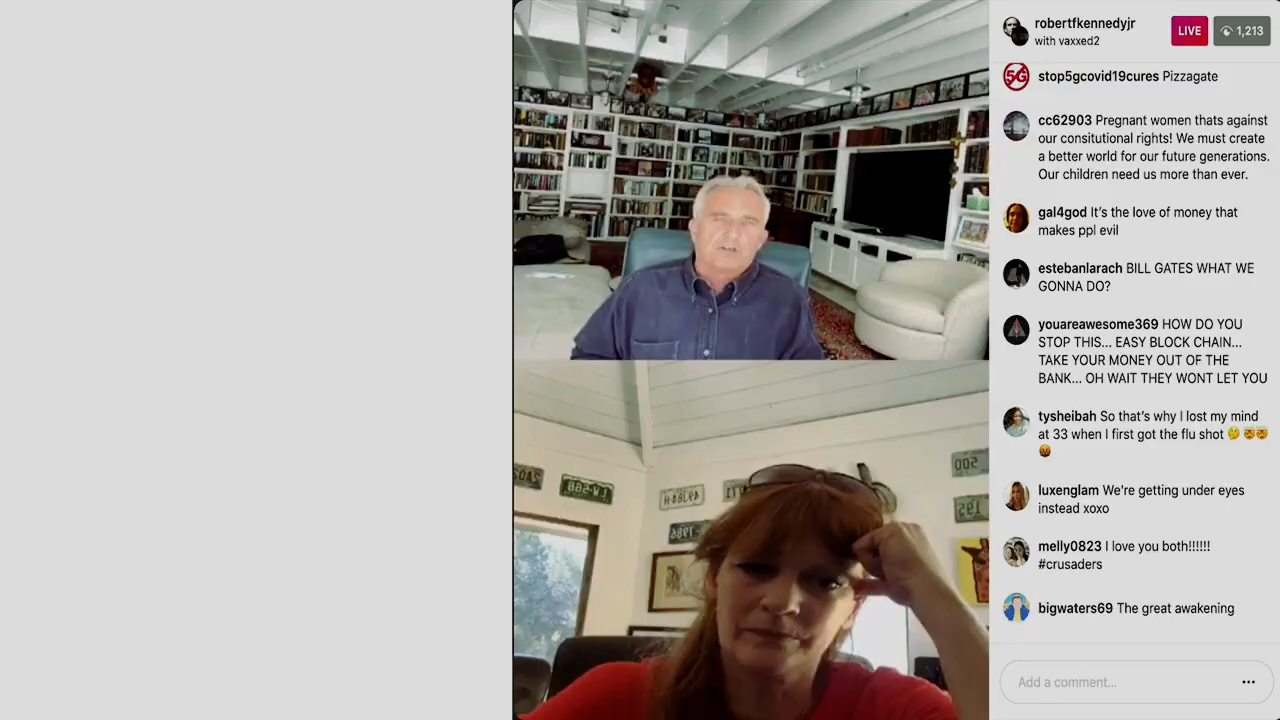 robertfkennedyjr
with vaxxed2
LIVE
1,213
stop5gcovid19cures Pizzagate
cc62903 Pregnant women thats against
our consitutional rights! We must create
a better world for our future generations.
Our children need us more than ever.
gal4god It's the love of money that
makes ppl evil
estebanlarach BILL GATES WHAT WE
GONNA DO?
youareawesome369 HOW DO YOU
STOP THIS... EASY BLOCK CHAIN...
TAKE YOUR MONEY OUT OF THE
BANK... OH WAIT THEY WONT LET YOU
tysheibah So that's why I lost my mind
at 33 when I first got the flu shot 🤔 🤯🤯
🤬
luxenglam We're getting under eyes
instead xoxo
melly0823 I love you both!!!!!!
#crusaders
bigwaters69 The great awakening
Add a comment...
5G